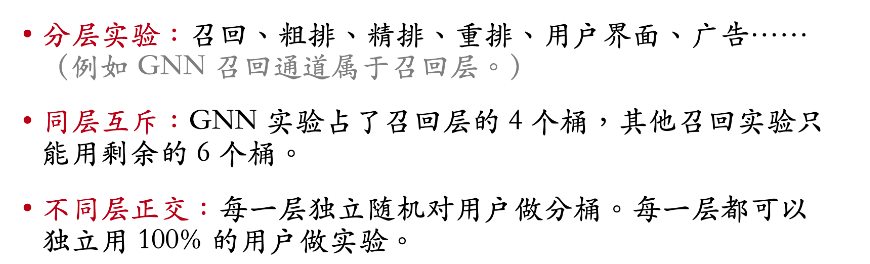 • 分层实验：召回、粗排、精排、重排、用户界面、广告……
（例如 GNN 召回通道属于召回层。）
• 同层互斥：GNN 实验占了召回层的 4 个桶，其他召回实验只
能用剩余的 6 个桶。
• 不同层正交：每一层独立随机对用户做分桶。每一层都可以
独立用 100% 的用户做实验。